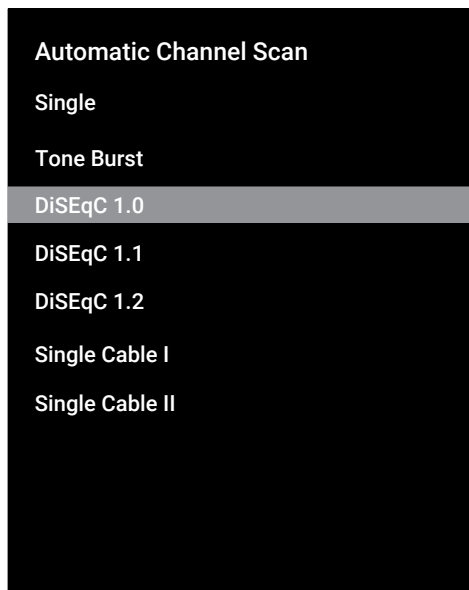 Automatic Channel Scan
Single
Tone Burst
DiSEqC 1.0
DiSEqC 1.1
DiSEqC 1.2
Single Cable I
Single Cable II